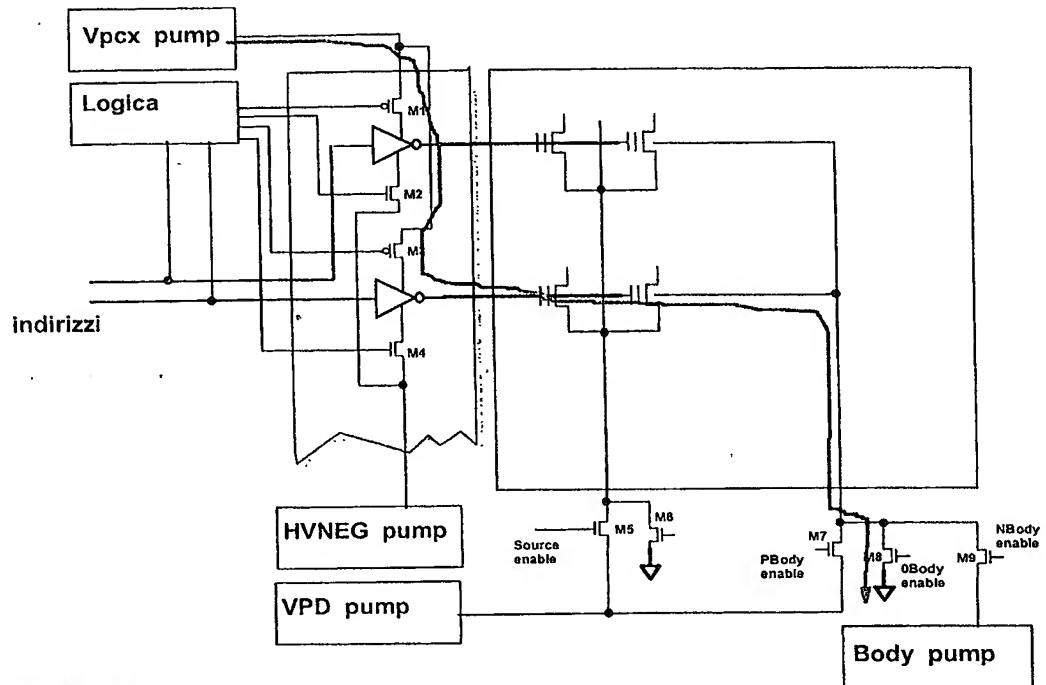 Vpcx pump
Logica
M1
M2
M4
indirizzi
HVNEG pump
VPD pump
Source
enable
M5
M6
M7
PBody
enable
M8
0Body
enable
M9
NBody
enable
Body pump